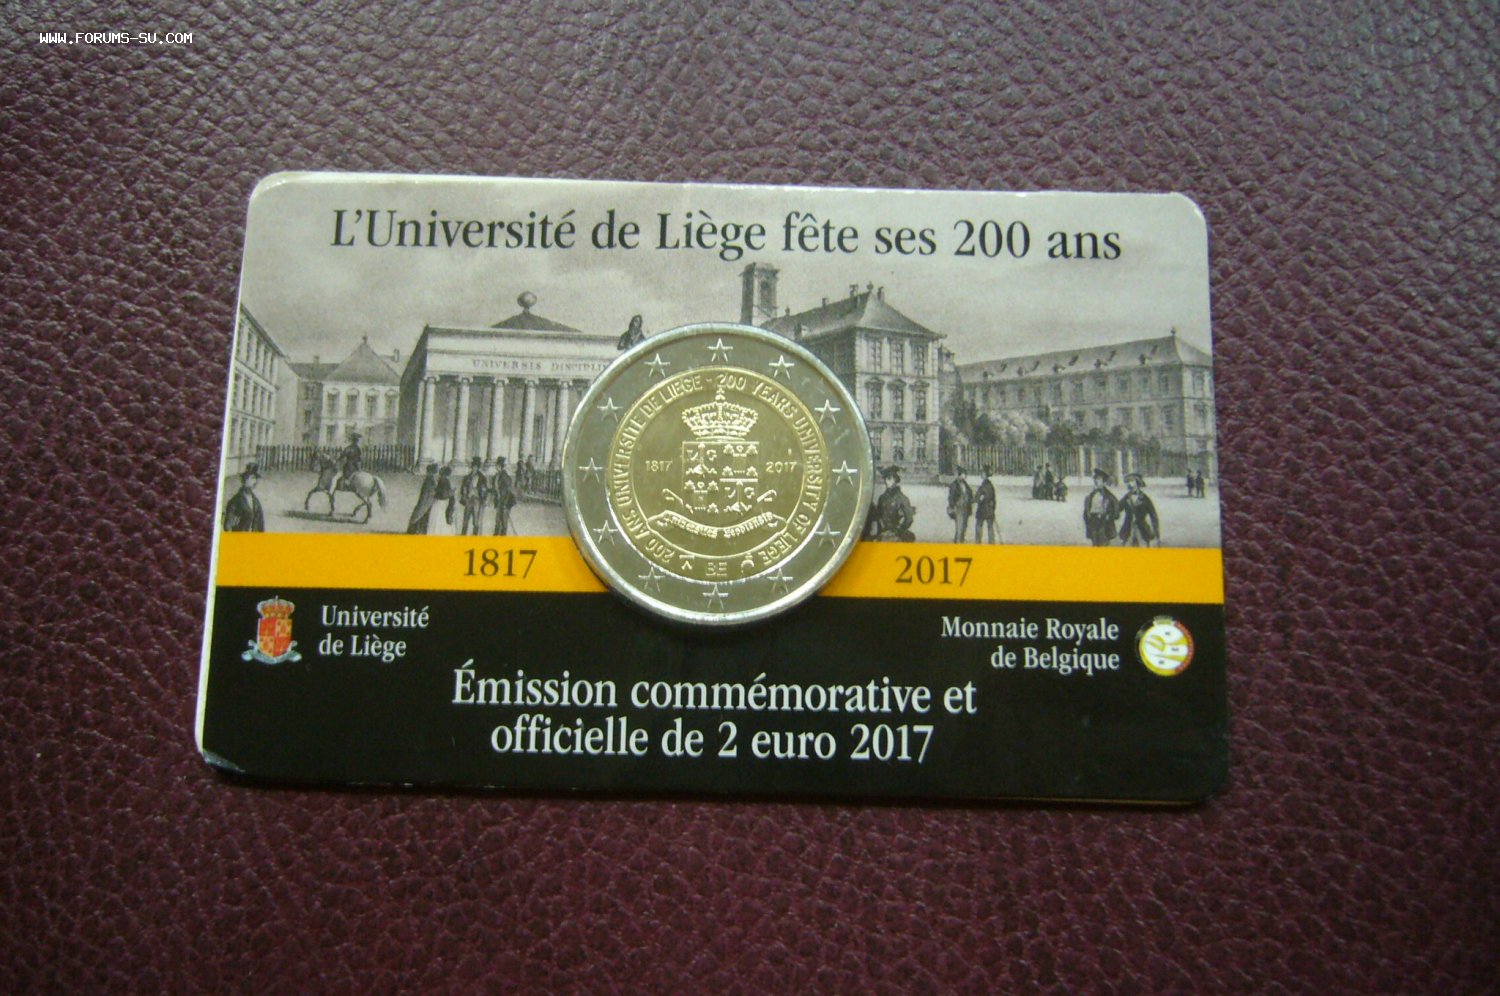 WWW.FORUMS-SU.COM
L'Université de Liège fête ses 200 ans
UNIVERSIS DISCIPLI
200 ANS UNIVERSITÉ DE LIÈGE - 200 YEARS UNIVERSITY OF LIEGE
1817 2017
BE
1817 2017
Université
de Liège
Monnaie Royale
de Belgique
Émission commémorative et
officielle de 2 euro 2017